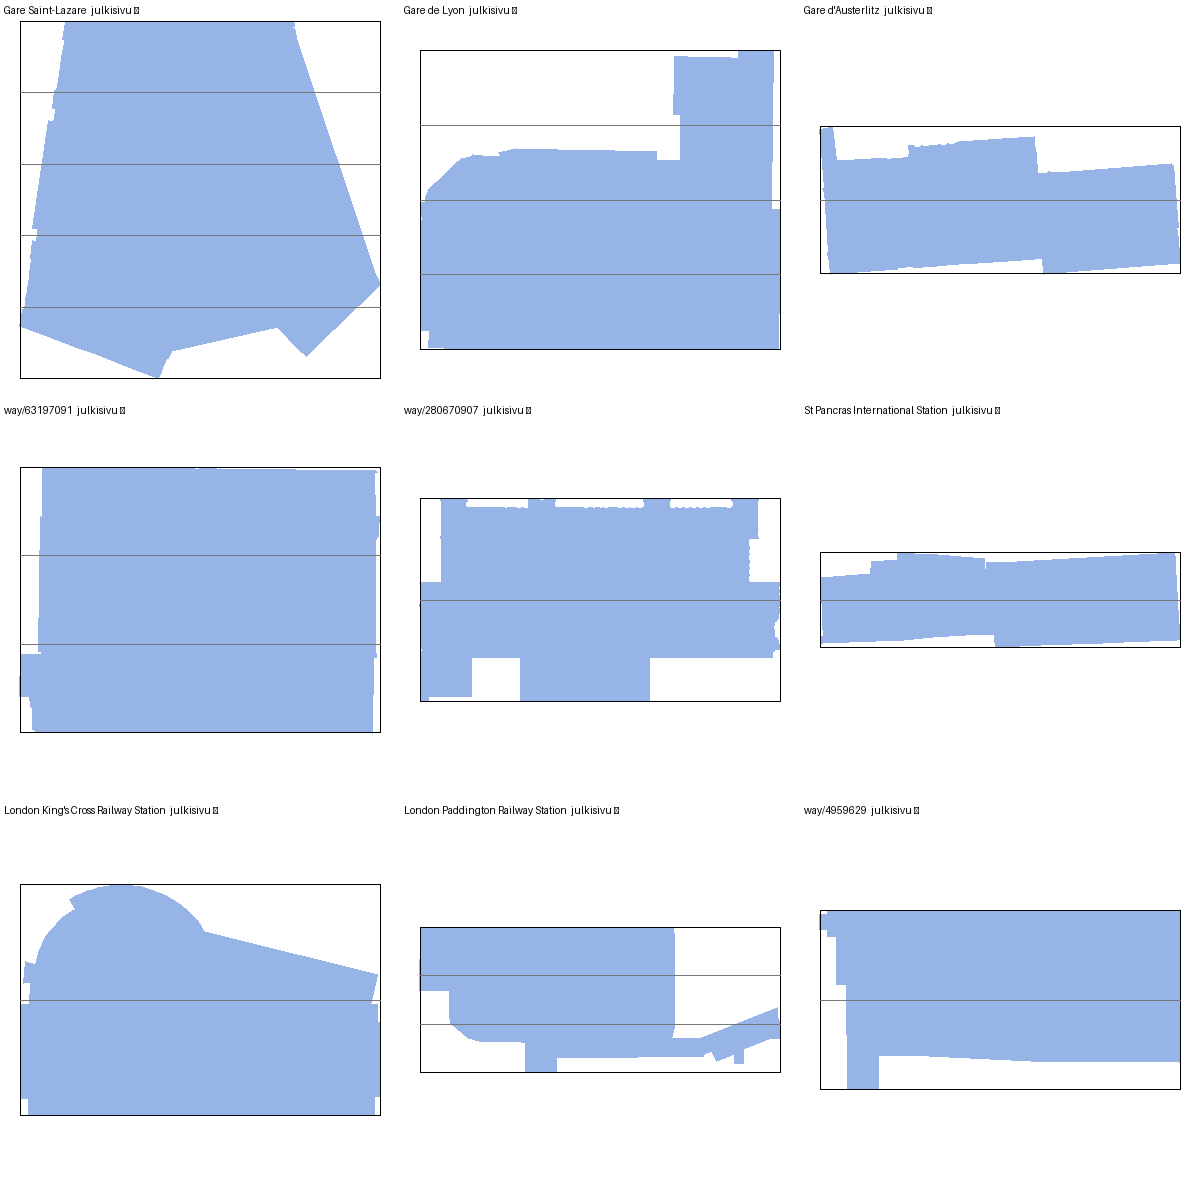 Gare Saint-Lazare julkisivu
Gare de Lyon julkisivu
Gare d'Austerlitz julkisivu
way/63197091 julkisivu
way/280670907 julkisivu
St Pancras International Station julkisivu
London King's Cross Railway Station julkisivu
London Paddington Railway Station julkisivu
way/4959629 julkisivu